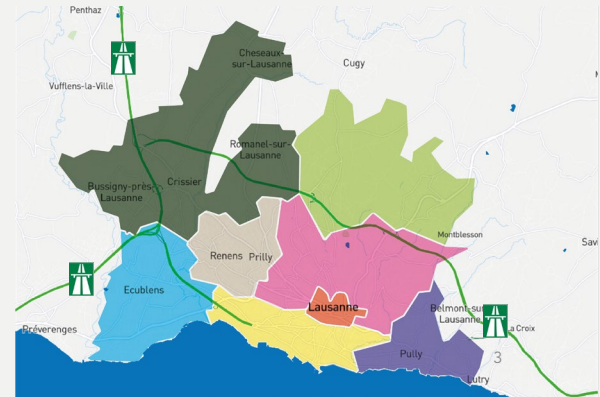 Penthaz
Cheseaux-
sur-Lausanne
Cugy
Vufflens-la-Ville
Romanel-sur-
Lausanne
Crissier
Bussigny-près-
Lausanne
Montblesson
Renens
Prilly
Ecublens
Lausanne
Belmont-sur
Lausanne
La Croix
Préverenges
Pully
3
Lutry
Savi